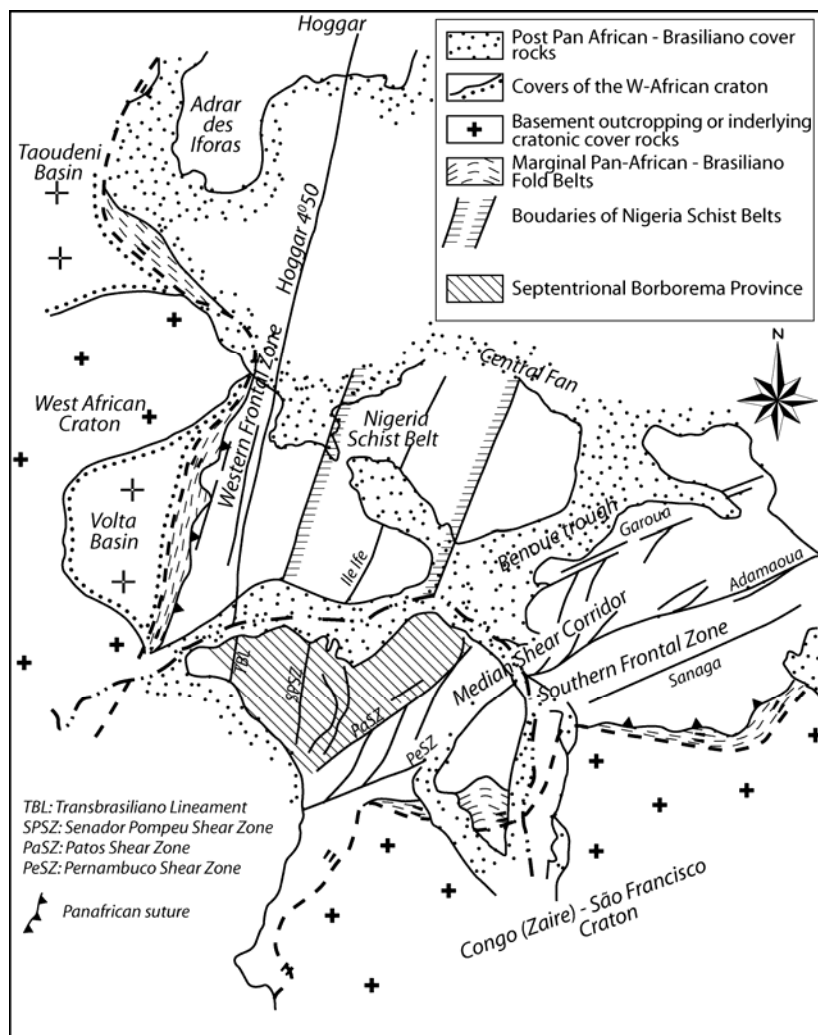 Hoggar
Post Pan African - Brasiliano cover
rocks
Covers of the W-African craton
Basement outcropping or inderlying
cratonic cover rocks
Marginal Pan-African - Brasiliano
Fold Belts
Boudaries of Nigeria Schist Belts
Septentrional Borborema Province
Adrar
des
Iforas
Taoudeni
Basin
Hoggar 4°50
N
Western Frontal Zone
Central Fan
West African
Craton
Nigeria
Schist Belt
Volta
Basin
Ile Ife
Benoue trough
Garoua
Adamaoua
Median Shear Corridor
Southern Frontal Zone
Sanaga
TBL
SPSZ
PaSZ
PeSZ
TBL: Transbrasiliano Lineament
SPSZ: Senador Pompeu Shear Zone
PaSZ: Patos Shear Zone
PeSZ: Pernambuco Shear Zone
Panafrican suture
Congo (Zaire) - São Francisco
Craton